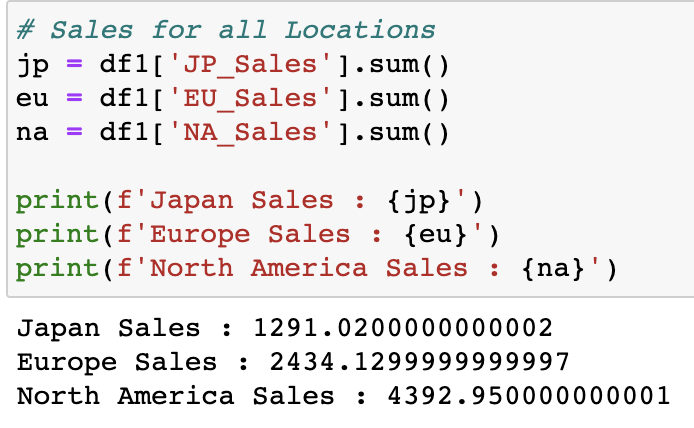 # Sales for all Locations
jp = df1['JP_Sales'].sum()
eu = df1['EU_Sales'].sum()
na = df1['NA_Sales'].sum()
print(f'Japan Sales : {jp}')
print(f'Europe Sales : {eu}')
print(f'North America Sales : {na}')
Japan Sales : 1291.0200000000002
Europe Sales : 2434.1299999999997
North America Sales : 4392.950000000001